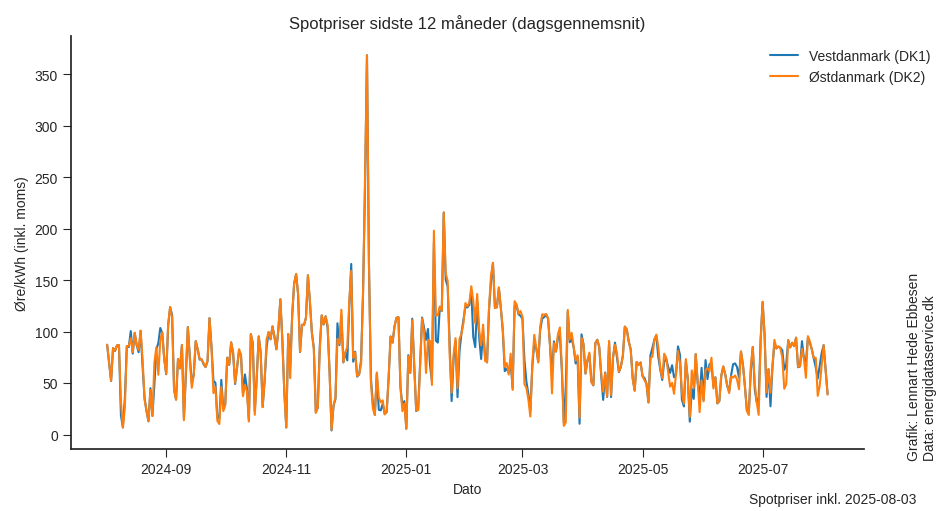 Spotpriser sidste 12 måneder (dagsgennemsnit)
Vestdanmark (DK1)
Østdanmark (DK2)
Øre/kWh (inkl. moms)
350
300
250
200
150
100
50
0
2024-09
2024-11
2025-01
2025-03
2025-05
2025-07
Dato
Grafik: Lennart Hede Ebbesen
Data: energidataservice.dk
Spotpriser inkl. 2025-08-03